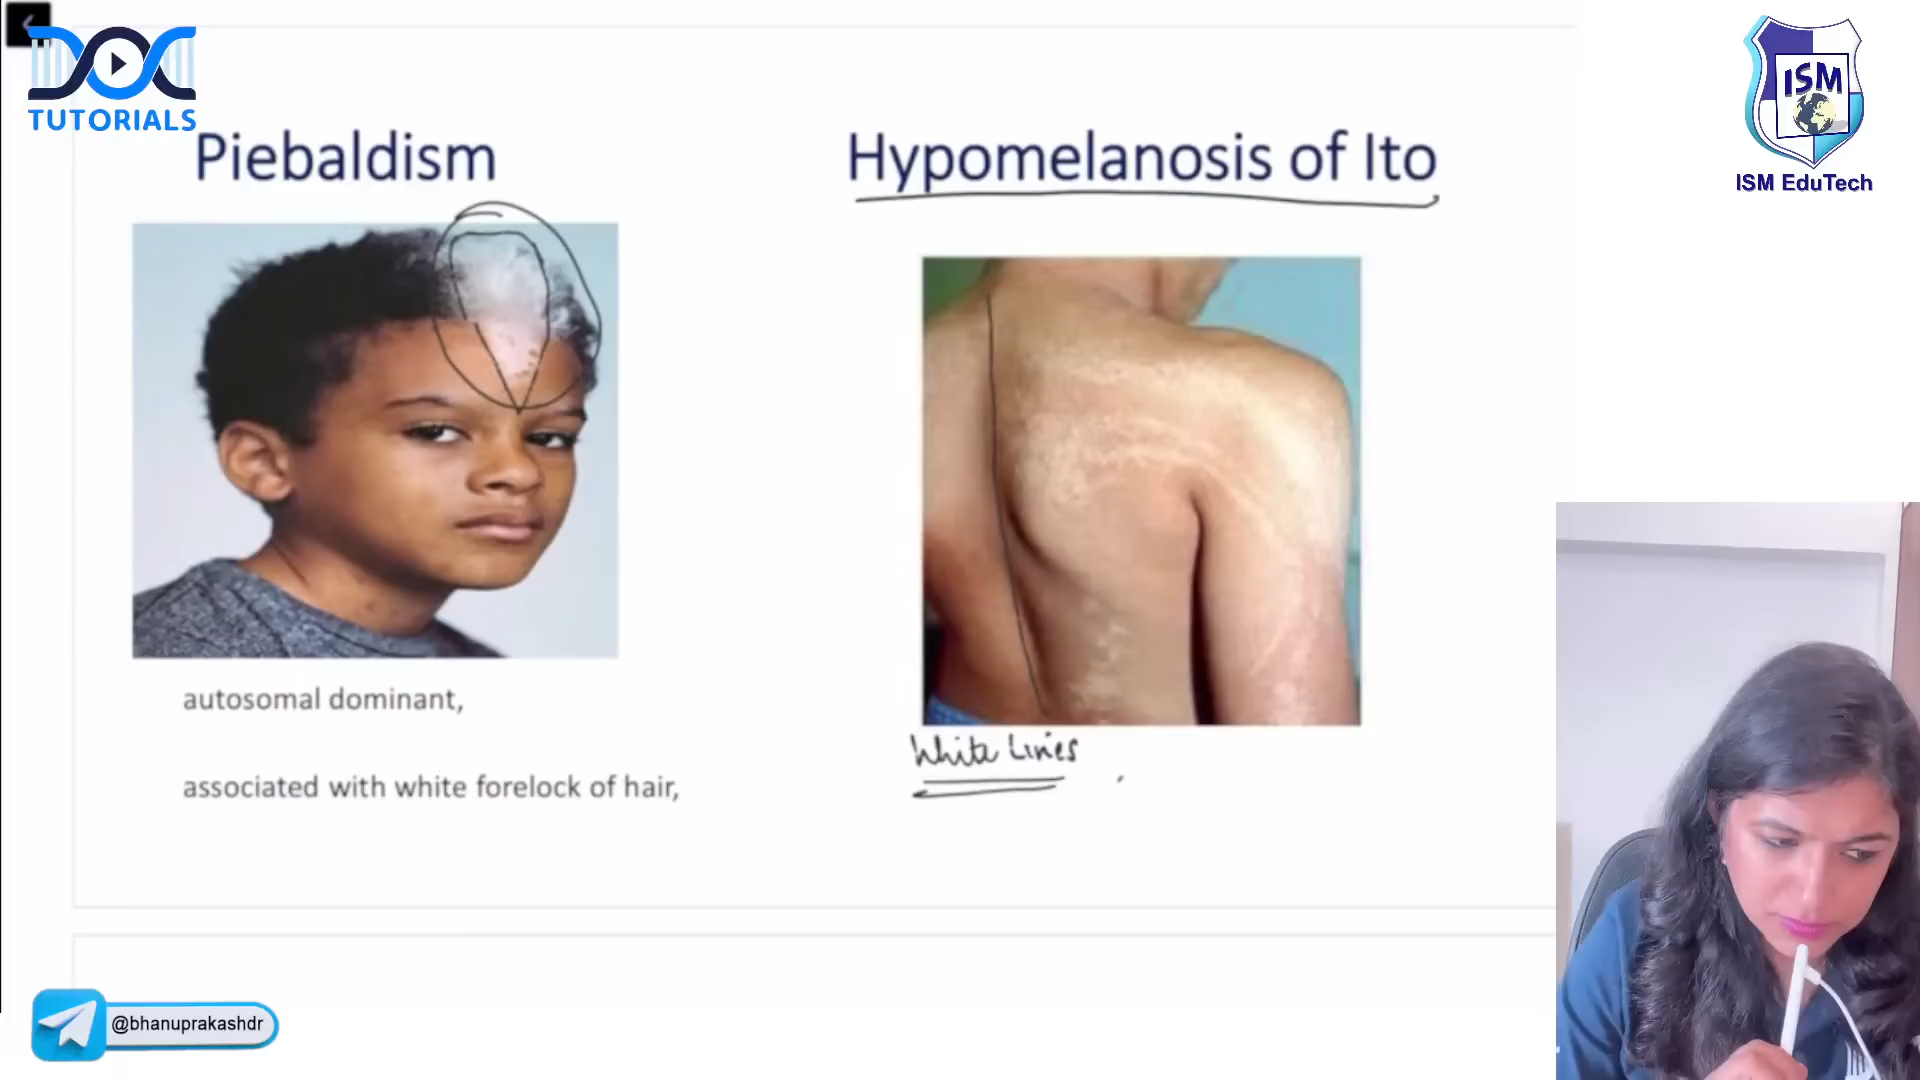 DOC
TUTORIALS
ISM
ISM EduTech
Piebaldism
Hypomelanosis of Ito
autosomal dominant,
associated with white forelock of hair,
White Lines
@bhanuprakashdr